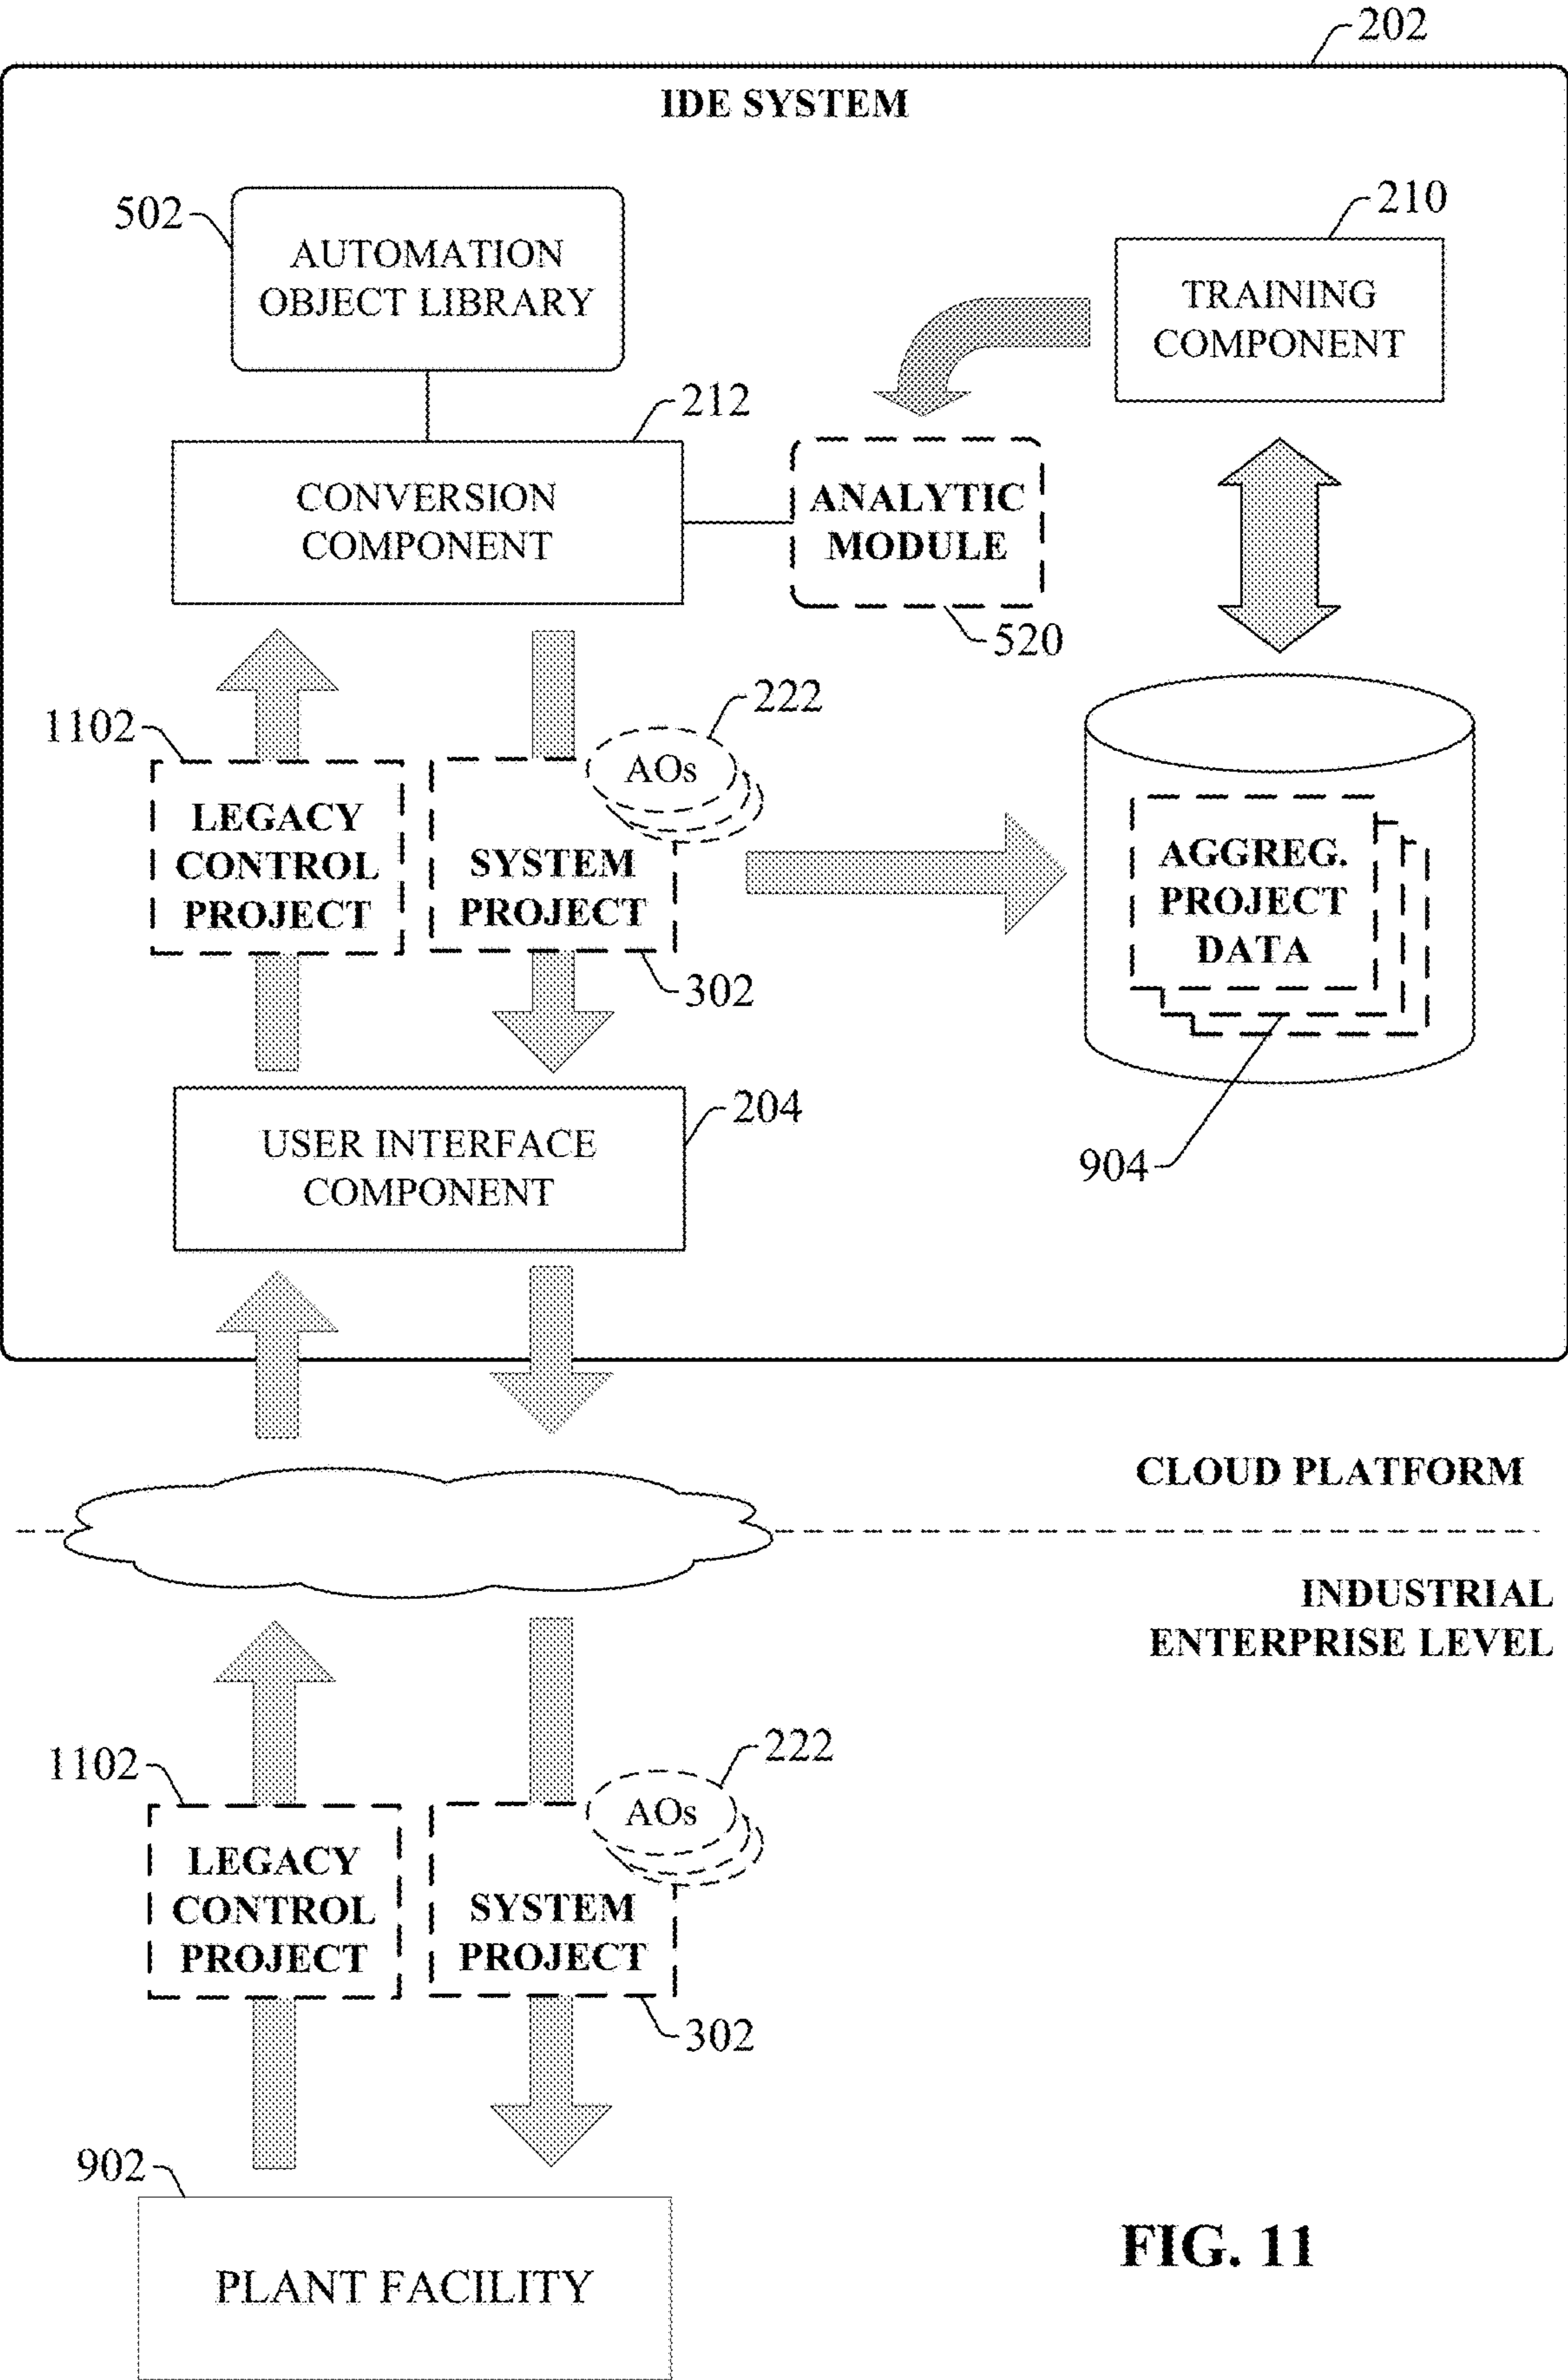 202
IDE SYSTEM
502
AUTOMATION
OBJECT LIBRARY
210
TRAINING
COMPONENT
212
CONVERSION
COMPONENT
ANALYTIC
MODULE
520
1102
LEGACY
CONTROL
PROJECT
222
AOs
SYSTEM
PROJECT
302
AGGREG.
PROJECT
DATA
904
204
USER INTERFACE
COMPONENT
CLOUD PLATFORM
INDUSTRIAL
ENTERPRISE LEVEL
1102
LEGACY
CONTROL
PROJECT
222
AOs
SYSTEM
PROJECT
302
902
PLANT FACILITY
FIG. 11